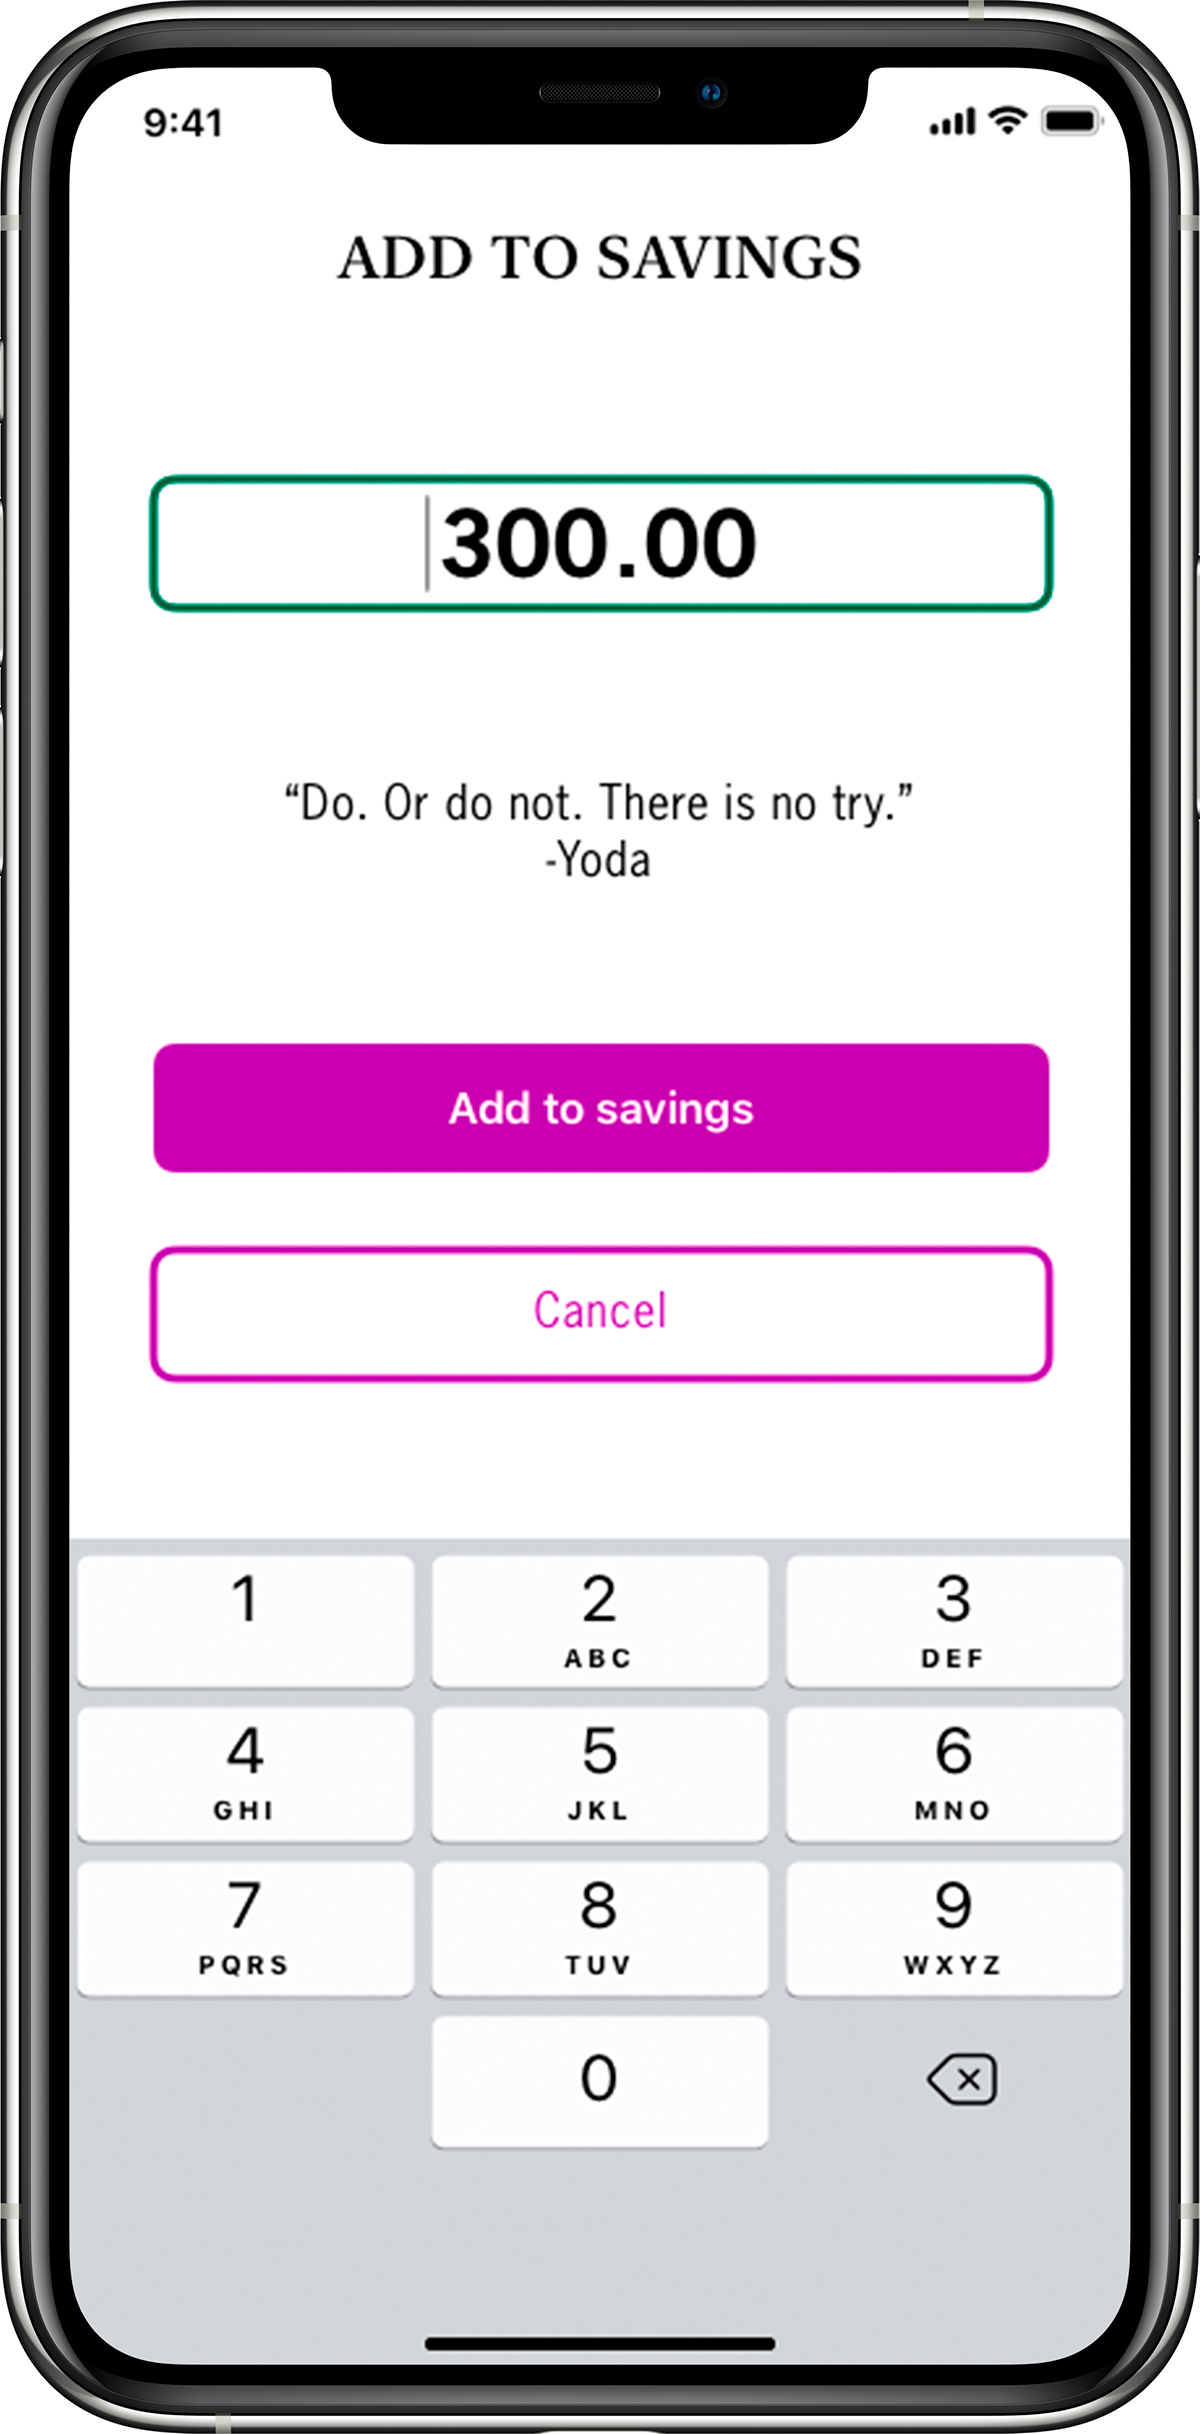 9:41
ADD TO SAVINGS
300.00
“Do. Or do not. There is no try.”
-Yoda
Add to savings
Cancel
1 2 3
ABC DEF
4 5 6
GHI JKL MNO
7 8 9
PQRS TUV WXYZ
0